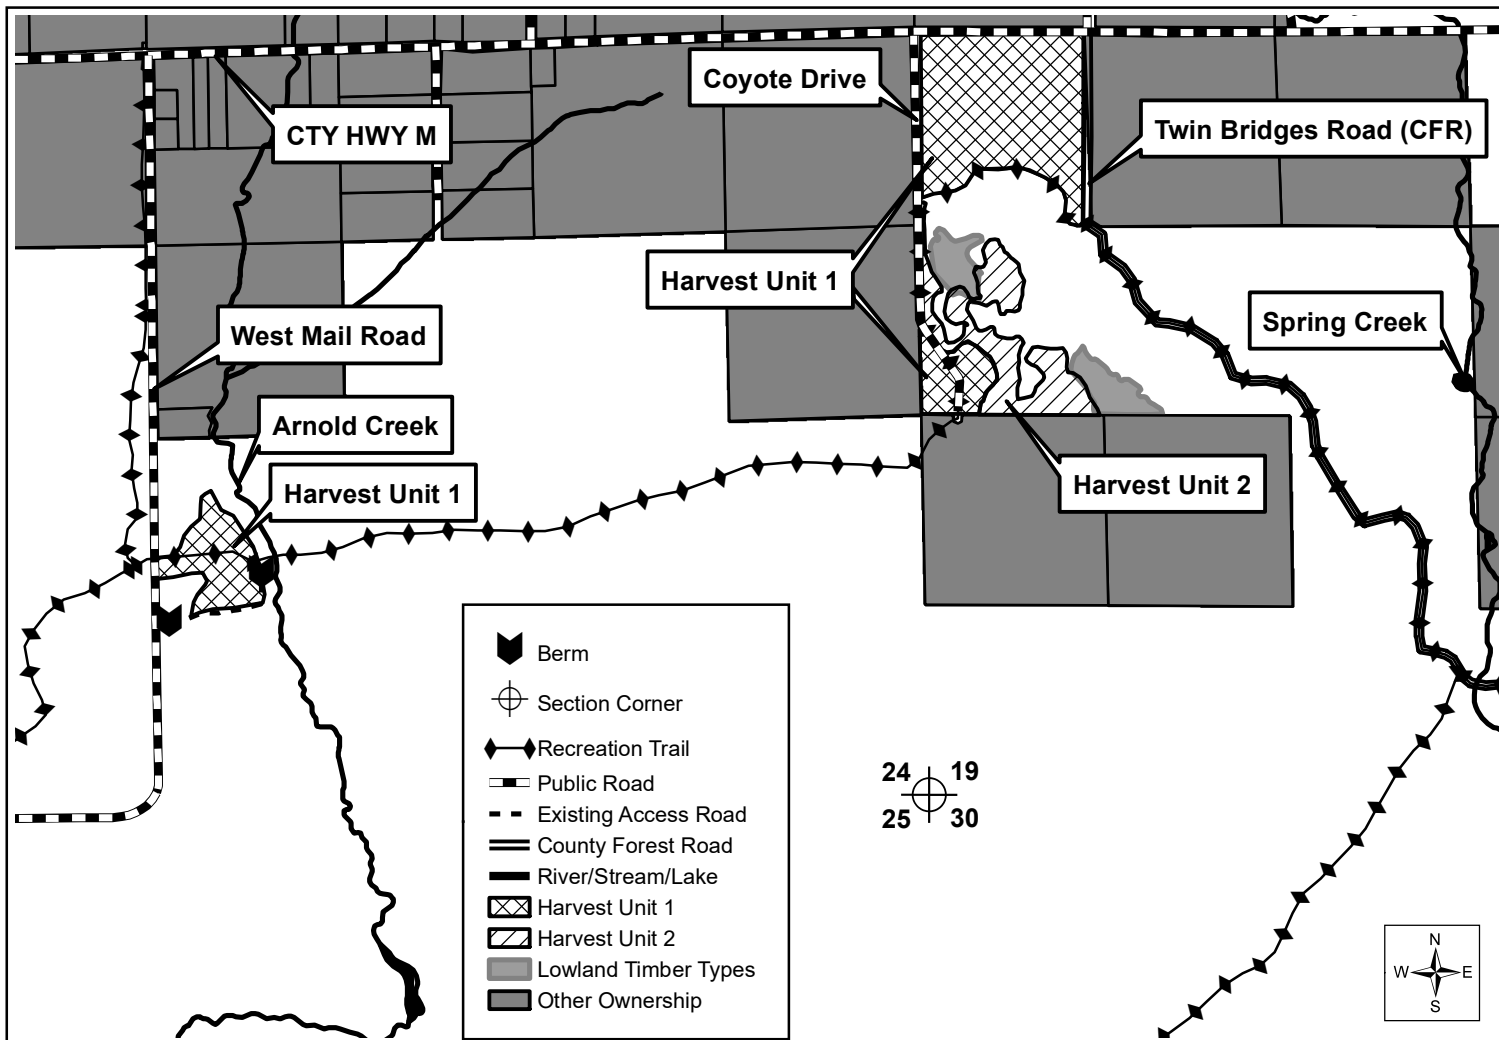 Coyote Drive
CTY HWY M
Twin Bridges Road (CFR)
Harvest Unit 1
West Mail Road
Spring Creek
Arnold Creek
Harvest Unit 1
Harvest Unit 2
Berm
Section Corner
Recreation Trail
Public Road
Existing Access Road
County Forest Road
River/Stream/Lake
Harvest Unit 1
Harvest Unit 2
Lowland Timber Types
Other Ownership
24 19
25 30
N
W E
S